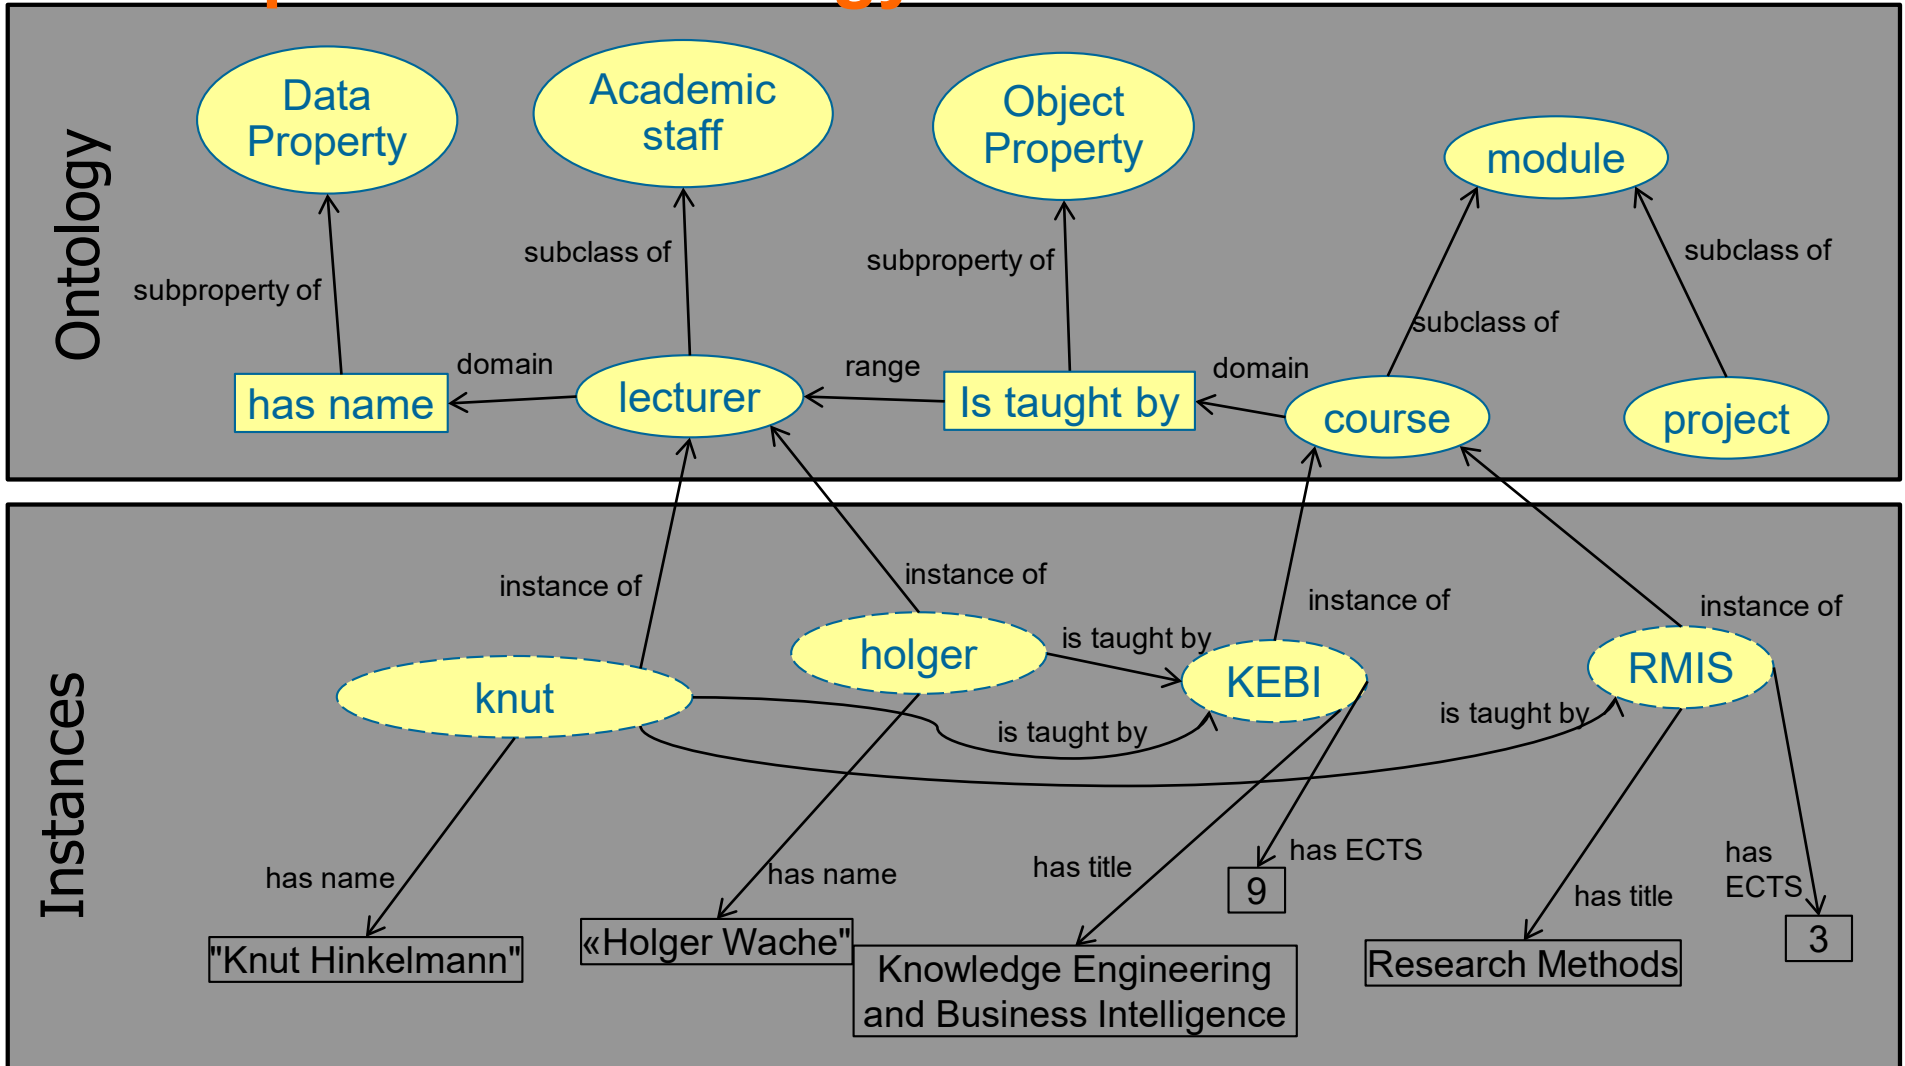 Ontology
Data
Property
Academic
staff
Object
Property
module
subproperty of
subclass of
subproperty of
subclass of
subclass of
has name
domain
lecturer
range
Is taught by
domain
course
project
Instances
instance of
instance of
instance of
instance of
knut
holger
is taught by
KEBI
RMIS
is taught by
is taught by
has name
has name
has title
has ECTS
has title
has
ECTS
"Knut Hinkelmann"
«Holger Wache"
Knowledge Engineering
and Business Intelligence
9
Research Methods
3